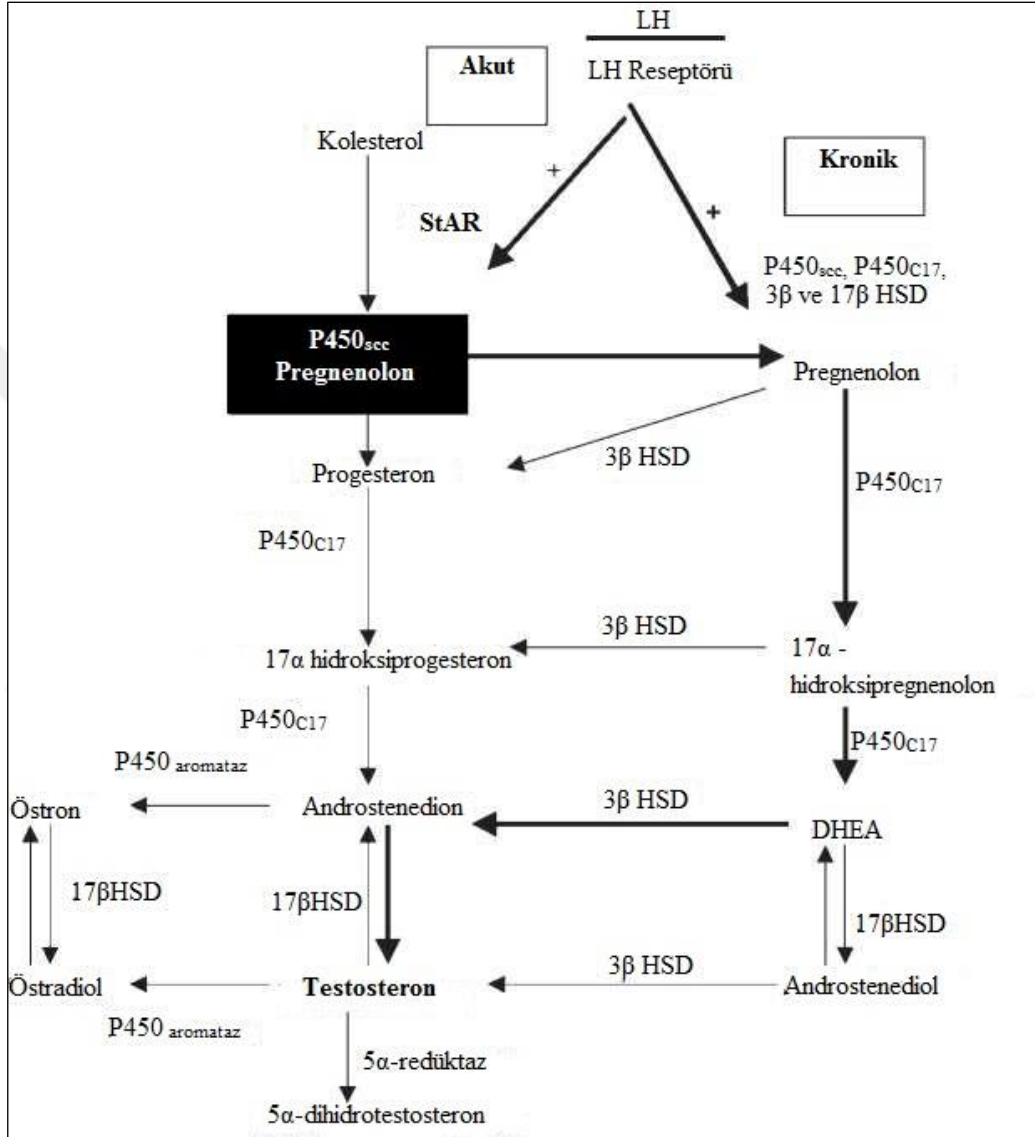 LH
Akut
LH Reseptörü
Kolesterol
Kronik
+
+
StAR
P450scc, P450C17,
3β ve 17β HSD
P450scc
Pregnenolon
Pregnenolon
3β HSD
Progesteron
P450C17
P450C17
3β HSD
17α hidroksiprogesteron
17α -
hidroksipregnenolon
P450C17
P450C17
P450 aromataz
Östron
Androstenedion
3β HSD
DHEA
17βHSD
17βHSD
17βHSD
3β HSD
Östradiol
Testosteron
Androstenediol
P450 aromataz
5α-redüktaz
5α-dihidrotestosteron